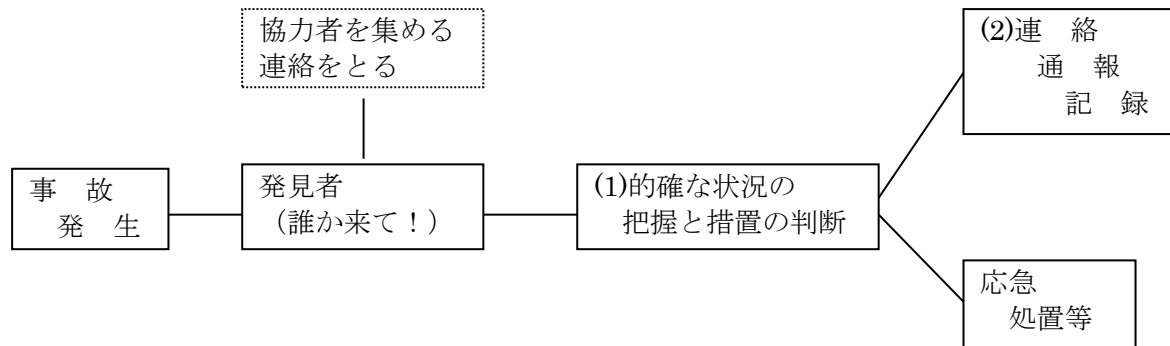 協力者を集める
連絡をとる
(2)連　絡
通　報
記　録
事　故
発　生
発見者
（誰か来て！）
(1)的確な状況の
把握と措置の判断
応急
処置等